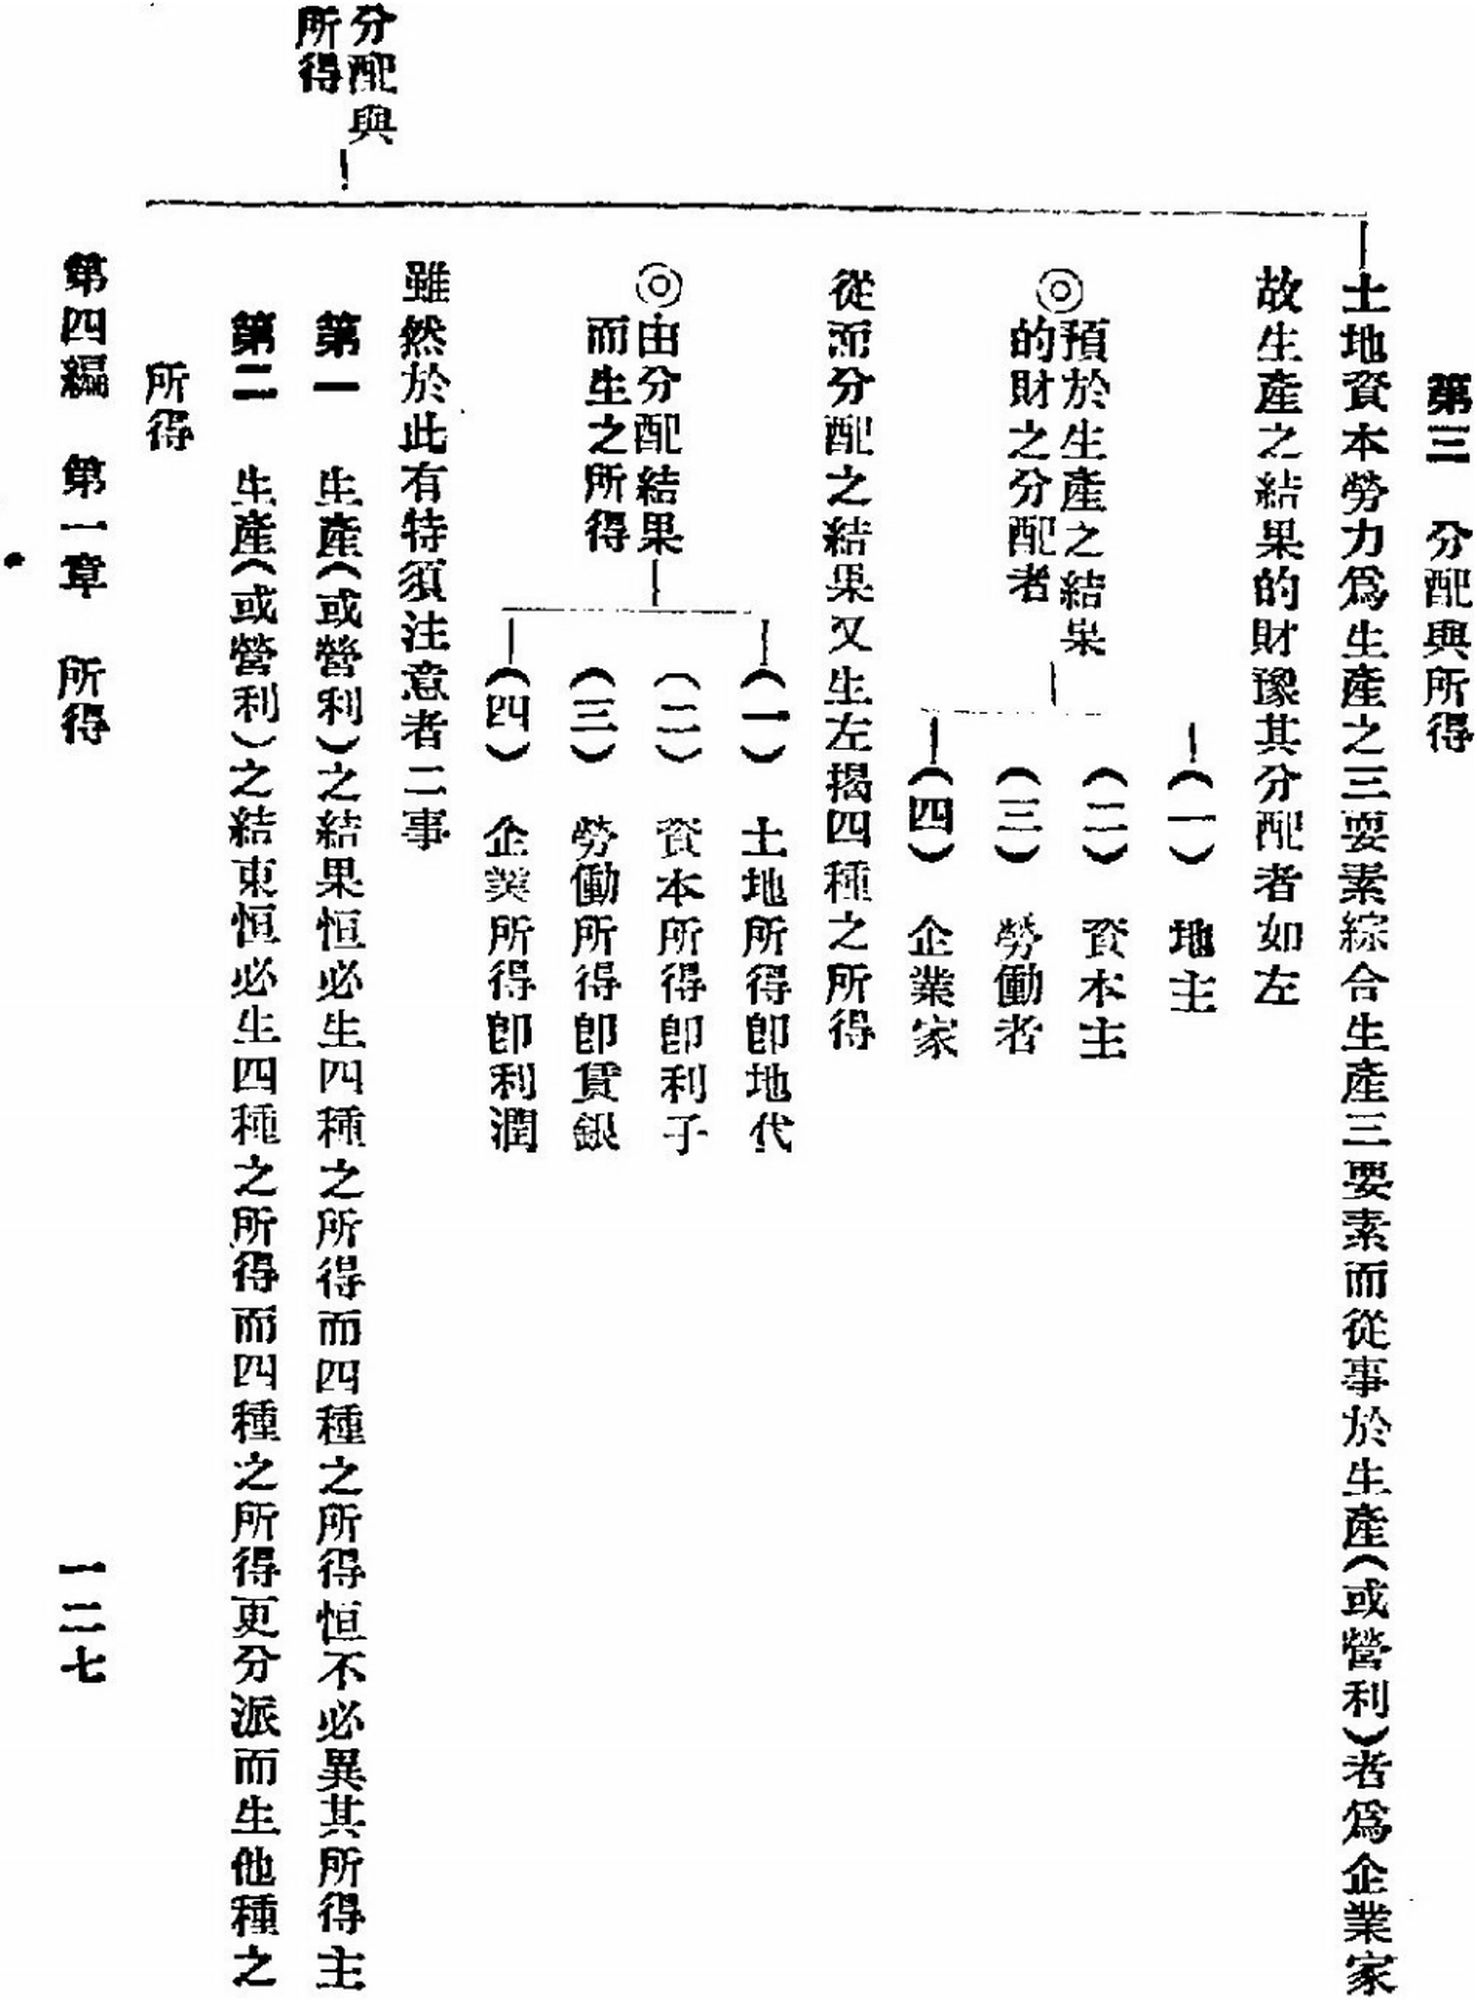 第三　分配與所得
分配與
所得
土地資本勞力爲生產之三要素綜合生產三要素而從事於生產(或營利)者爲企業家
故生產之結果的財豫其分配者如左
◎預於生產之結果
的財之分配者
(一)　地主
(二)　資本主
(三)　勞働者
(四)　企業家
從而分配之結果又生左揭四種之所得
◎由分配結果
而生之所得
(一)　土地所得卽地代
(二)　資本所得卽利子
(三)　勞働所得卽賃銀
(四)　企業所得卽利潤
雖然於此有特須注意者二事
第一　生產(或營利)之結果恒必生四種之所得而四種之所得恒不必異其所得主
第二　生產(或營利)之結束恒必生四種之所得而四種之所得更分派而生他種之
所得
第四編　第一章　所得
一二七